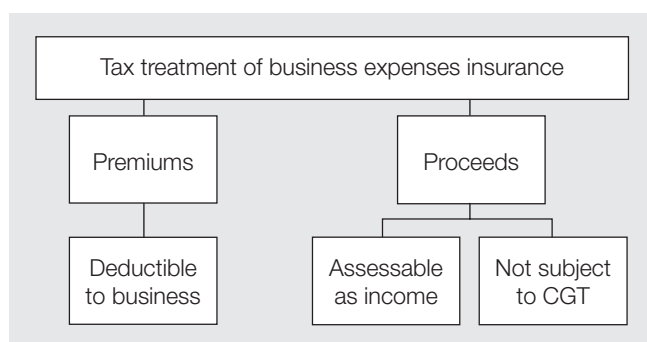 Tax treatment of business expenses insurance
Premiums
Proceeds
Deductible
to business
Assessable
as income
Not subject
to CGT